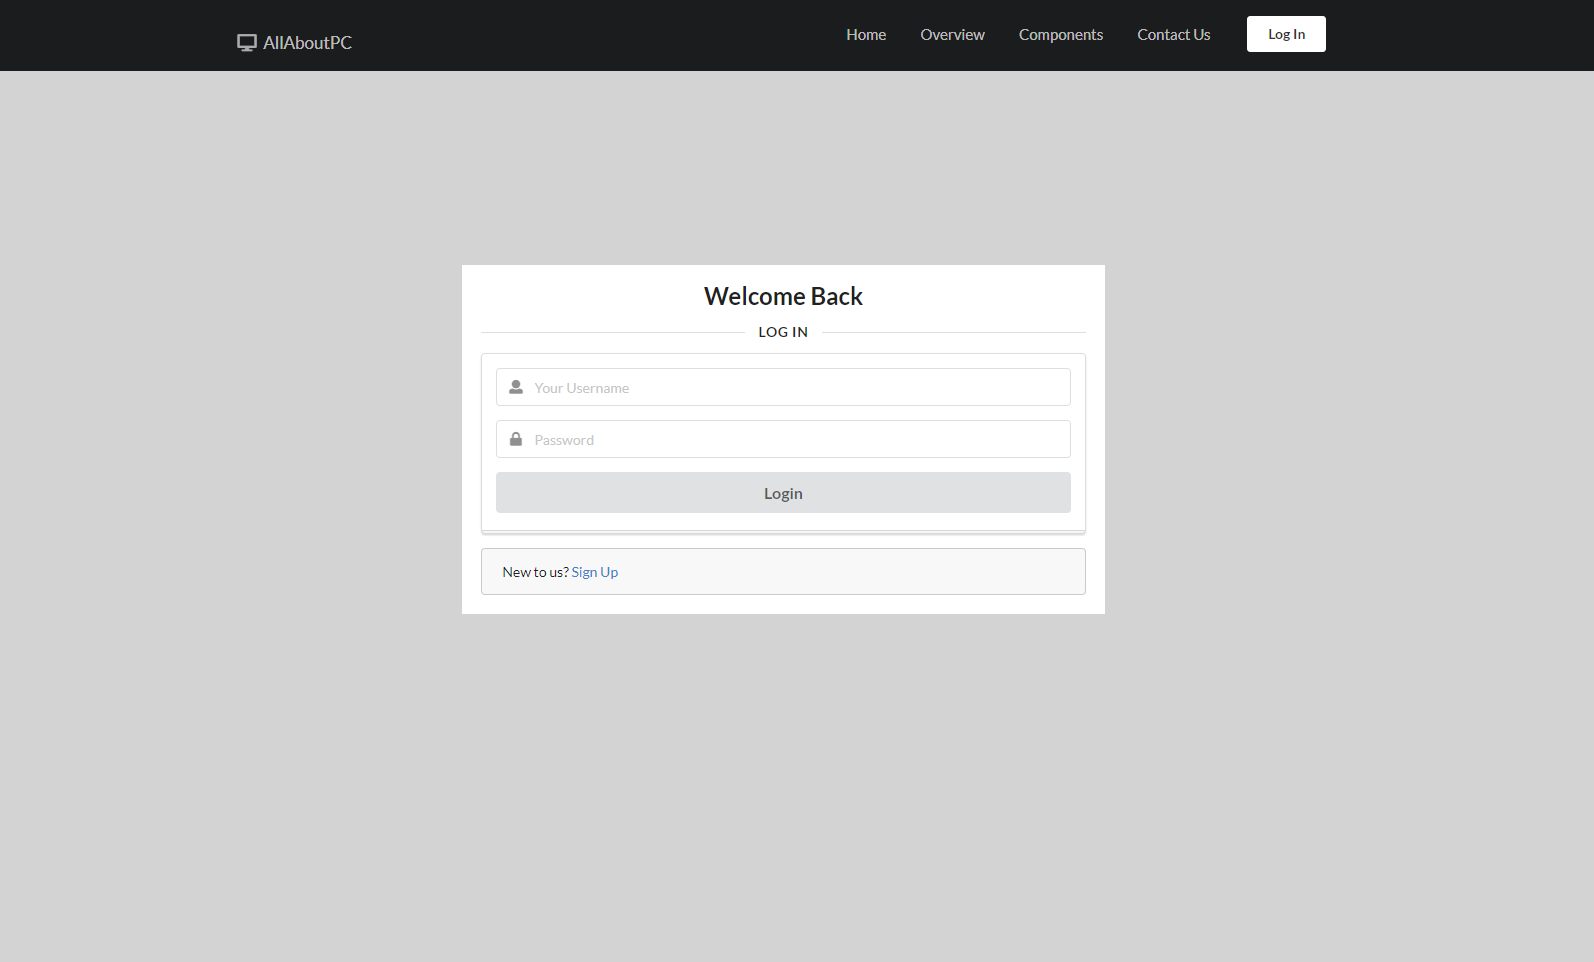 AllAboutPC
Home Overview Components Contact Us Log In
Welcome Back
LOG IN
Your Username
Password
Login
New to us? Sign Up